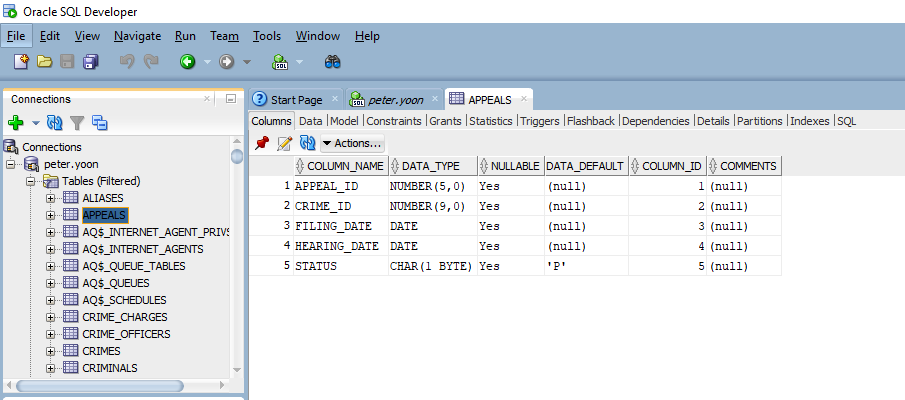 Oracle SQL Developer
File Edit View Navigate Run Team Tools Window Help
SQL
Connections
Connections
peter.yoon
Tables (Filtered)
ALIASES
APPEALS
AQ$_INTERNET_AGENT_PRIVS
AQ$_INTERNET_AGENTS
AQ$_QUEUE_TABLES
AQ$_QUEUES
AQ$_SCHEDULES
CRIME_CHARGES
CRIME_OFFICERS
CRIMES
CRIMINALS
Start Page peter.yoon APPEALS
Columns Data Model Constraints Grants Statistics Triggers Flashback Dependencies Details Partitions Indexes SQL
Actions...
COLUMN_NAME DATA_TYPE NULLABLE DATA_DEFAULT COLUMN_ID COMMENTS
1 APPEAL_ID NUMBER(5,0) Yes (null) 1 (null)
2 CRIME_ID NUMBER(9,0) Yes (null) 2 (null)
3 FILING_DATE DATE Yes (null) 3 (null)
4 HEARING_DATE DATE Yes (null) 4 (null)
5 STATUS CHAR(1 BYTE) Yes 'P' 5 (null)